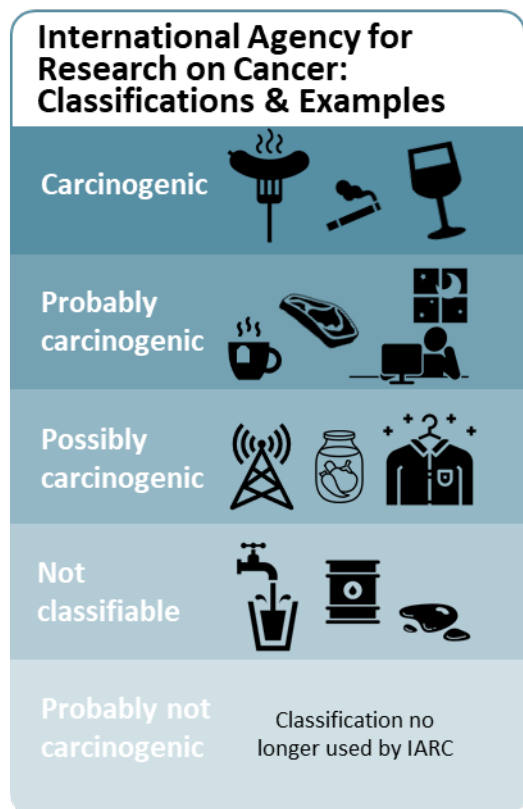 International Agency for
Research on Cancer:
Classifications & Examples
Carcinogenic
Probably
carcinogenic
Possibly
carcinogenic
Not
classifiable
Probably not
carcinogenic
Classification no
longer used by IARC